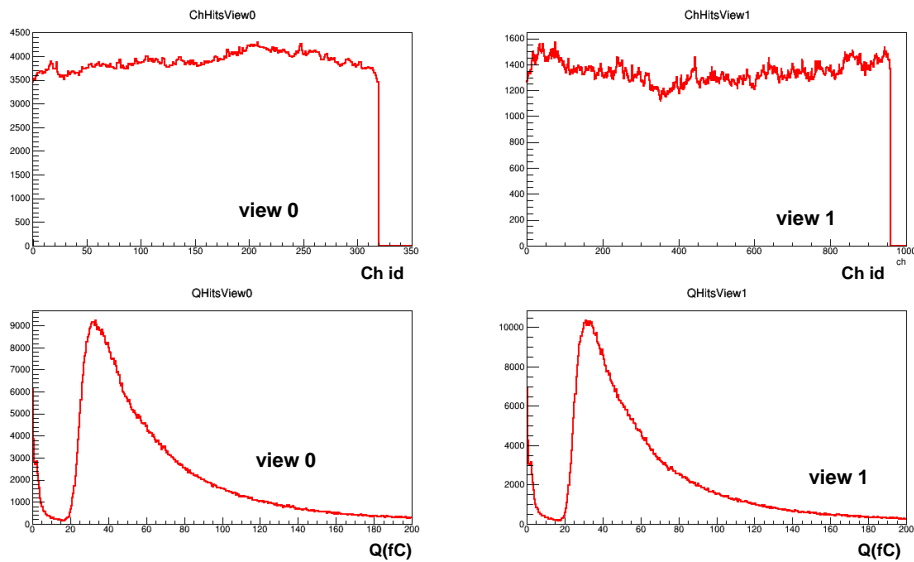 ChHitsView0
4500
4000
3500
3000
2500
2000
1500
1000
500
0
0 50 100 150 200 250 300 350
view 0
Ch id
ChHitsView1
1600
1400
1200
1000
800
600
400
200
0
0 200 400 600 800 1000
ch
view 1
Ch id
QHitsView0
9000
8000
7000
6000
5000
4000
3000
2000
1000
0
0 20 40 60 80 100 120 140 160 180 200
view 0
Q(fC)
QHitsView1
10000
8000
6000
4000
2000
0
0 20 40 60 80 100 120 140 160 180 200
view 1
Q(fC)